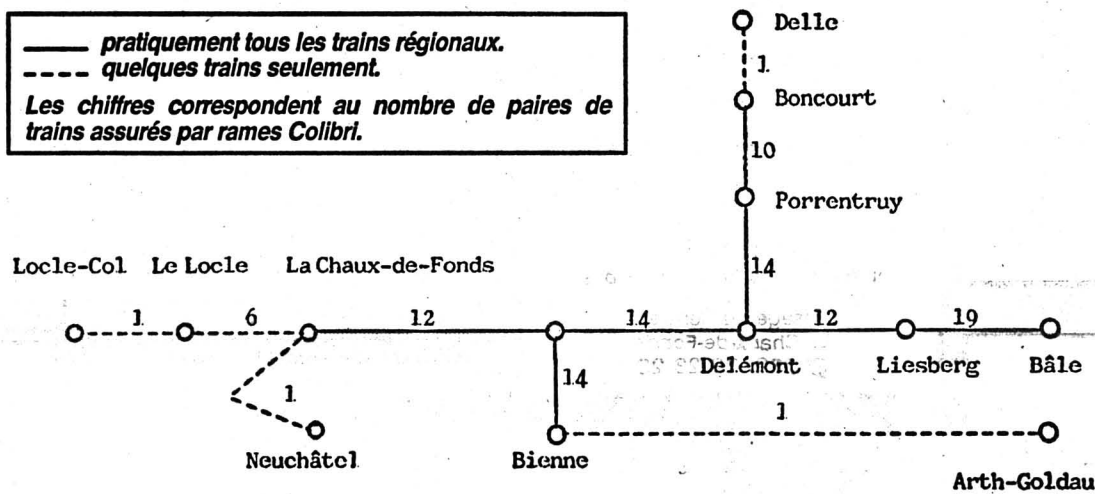 pratiquement tous les trains régionaux.
quelques trains seulement.
Les chiffres correspondent au nombre de paires de
trains assurés par rames Colibri.
Delle
1
Boncourt
10
Porrentruy
14
Locle-Col Le Locle La Chaux-de-Fonds
1 6 12 14 12 19
Delémont Liesberg Bâle
14
1
1
Neuchâtel Bienne
Arth-Goldau